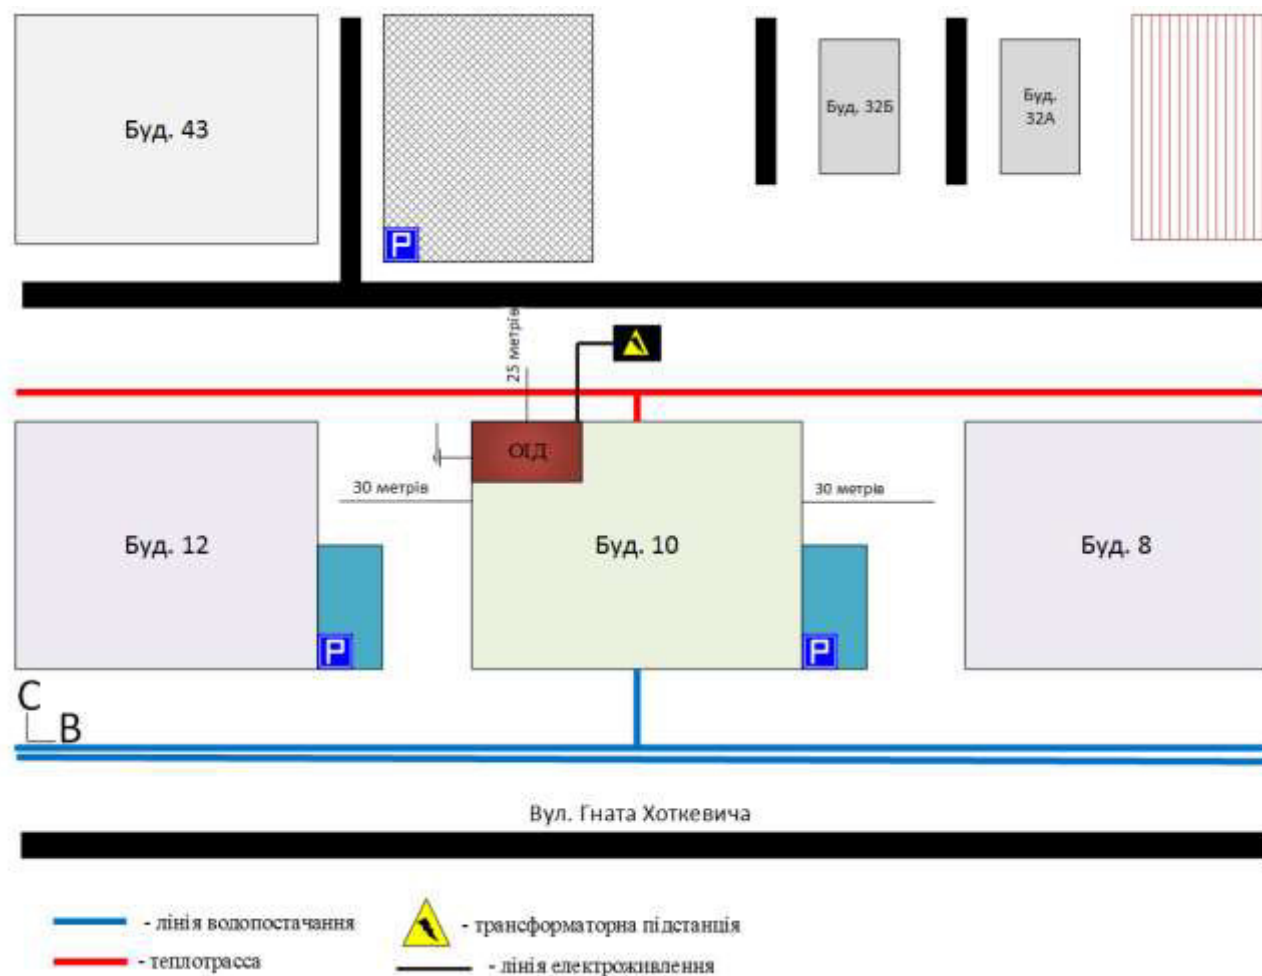 Буд. 43
Буд. 32Б
Буд.
32А
P
25 метрів
ОІД
30 метрів
30 метрів
Буд. 12
Буд. 10
Буд. 8
P
P
С
В
Вул. Гната Хоткевича
- лінія водопостачання
- трансформаторна підстанція
- теплотрасса
- лінія електроживлення